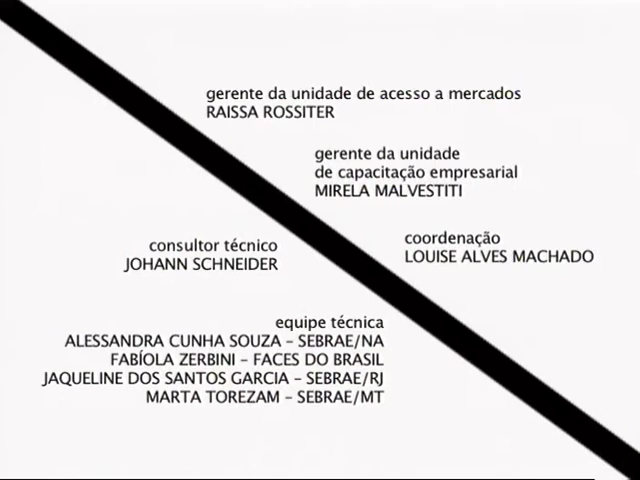 gerente da unidade de acesso a mercados
RAISSA ROSSITER
gerente da unidade
de capacitação empresarial
MIRELA MALVESTITI
coordenação
LOUISE ALVES MACHADO
consultor técnico
JOHANN SCHNEIDER
equipe técnica
ALESSANDRA CUNHA SOUZA – SEBRAE/NA
FABÍOLA ZERBINI – FACES DO BRASIL
JAQUELINE DOS SANTOS GARCIA – SEBRAE/RJ
MARTA TOREZAM – SEBRAE/MT